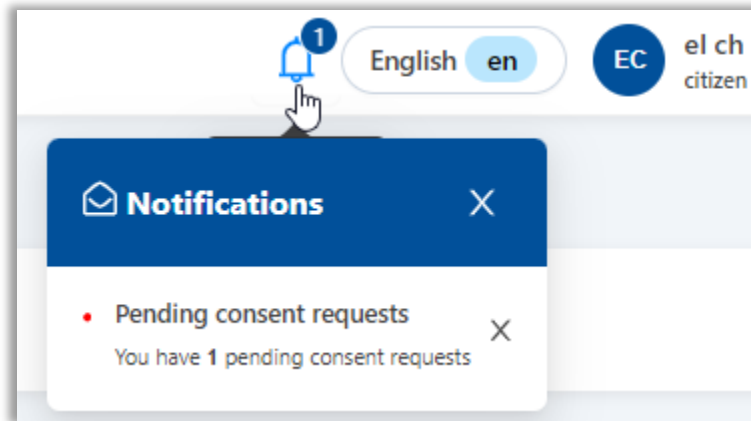 1
English en
EC
el ch
citizen
Notifications
Pending consent requests
You have 1 pending consent requests